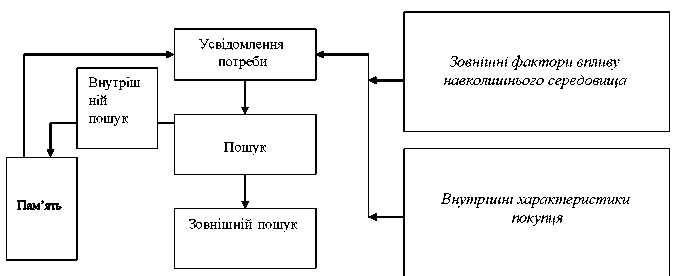 Усвідомлення
потреби
Зовнішні фактори впливу
навколишнього середовища
Внутріш
ній
пошук
Пошук
Пам’ять
Внутрішні характеристики
покупця
Зовнішній пошук